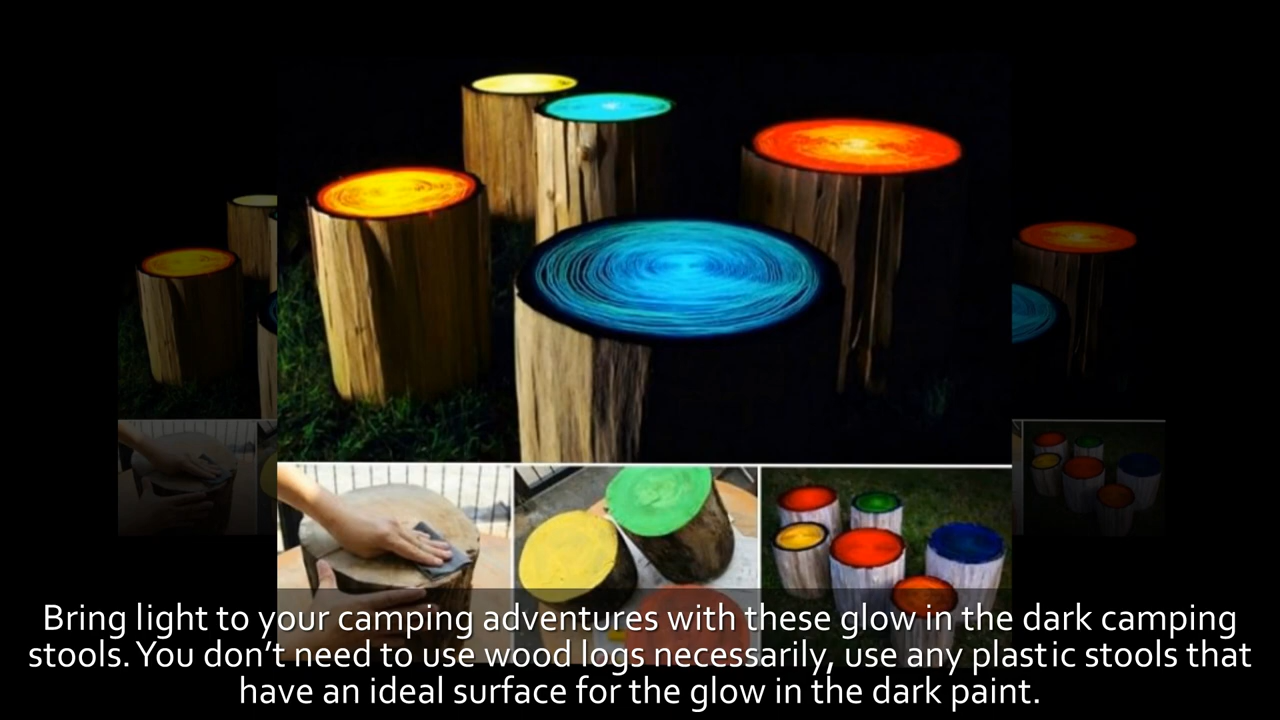 Bring light to your camping adventures with these glow in the dark camping
stools. You don’t need to use wood logs necessarily, use any plastic stools that
have an ideal surface for the glow in the dark paint.